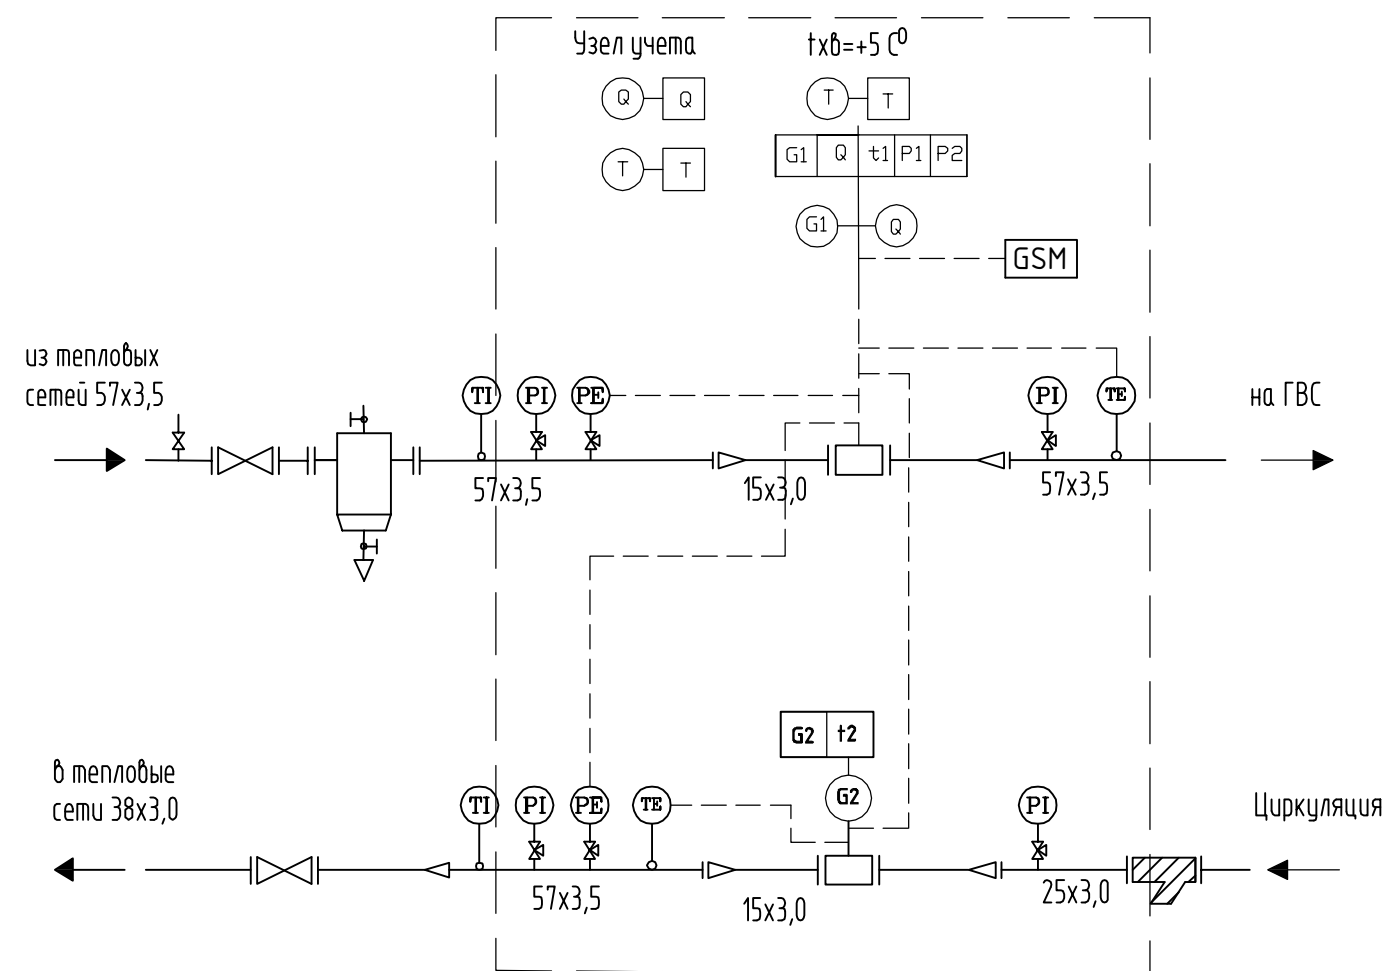 Узел учета
tхв=+5 С⁰
Q Q
T T
T T
G1 Q t1 P1 P2
G1 Q
GSM
из тепловых
сетей 57х3,5
TI PI PE
PI TE
на ГВС
57х3,5
15х3,0
57х3,5
G2 t2
G2
в тепловые
сети 38х3,0
TI PI PE TE
PI
Циркуляция
57х3,5
15х3,0
25х3,0